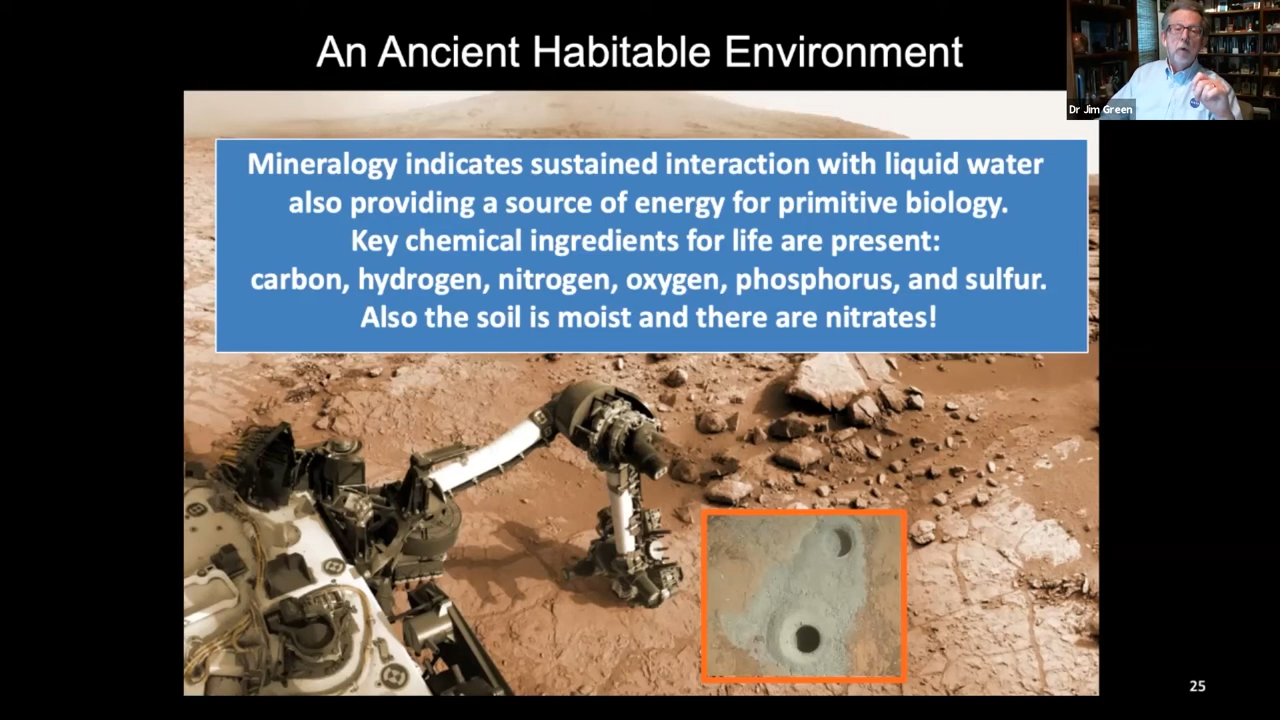 An Ancient Habitable Environment
Dr Jim Green
Mineralogy indicates sustained interaction with liquid water
also providing a source of energy for primitive biology.
Key chemical ingredients for life are present:
carbon, hydrogen, nitrogen, oxygen, phosphorus, and sulfur.
Also the soil is moist and there are nitrates!
25